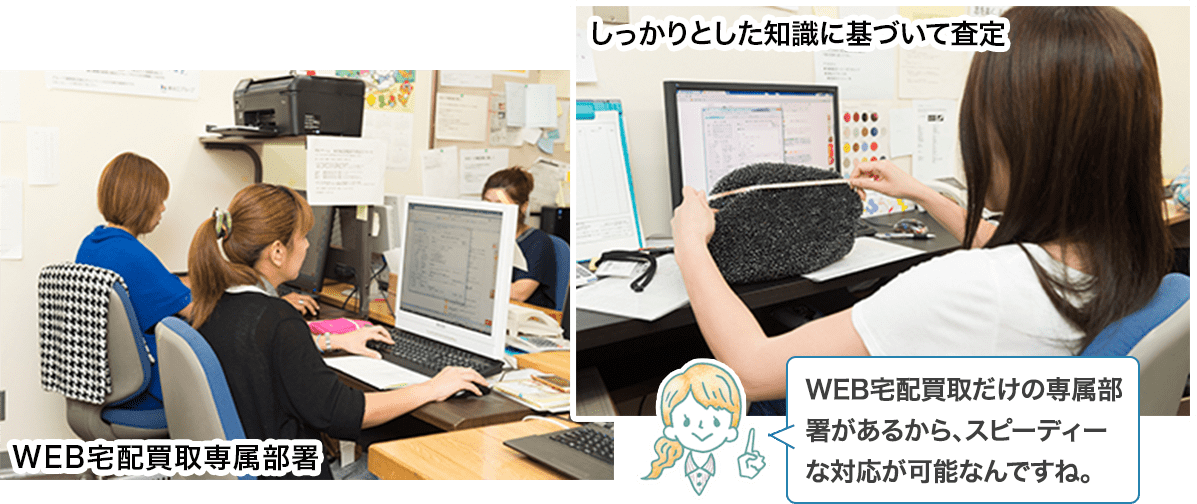 しっかりとした知識に基づいて査定
WEB宅配買取専属部署
WEB宅配買取だけの専属部
署があるから、スピーディー
な対応が可能なんですね。